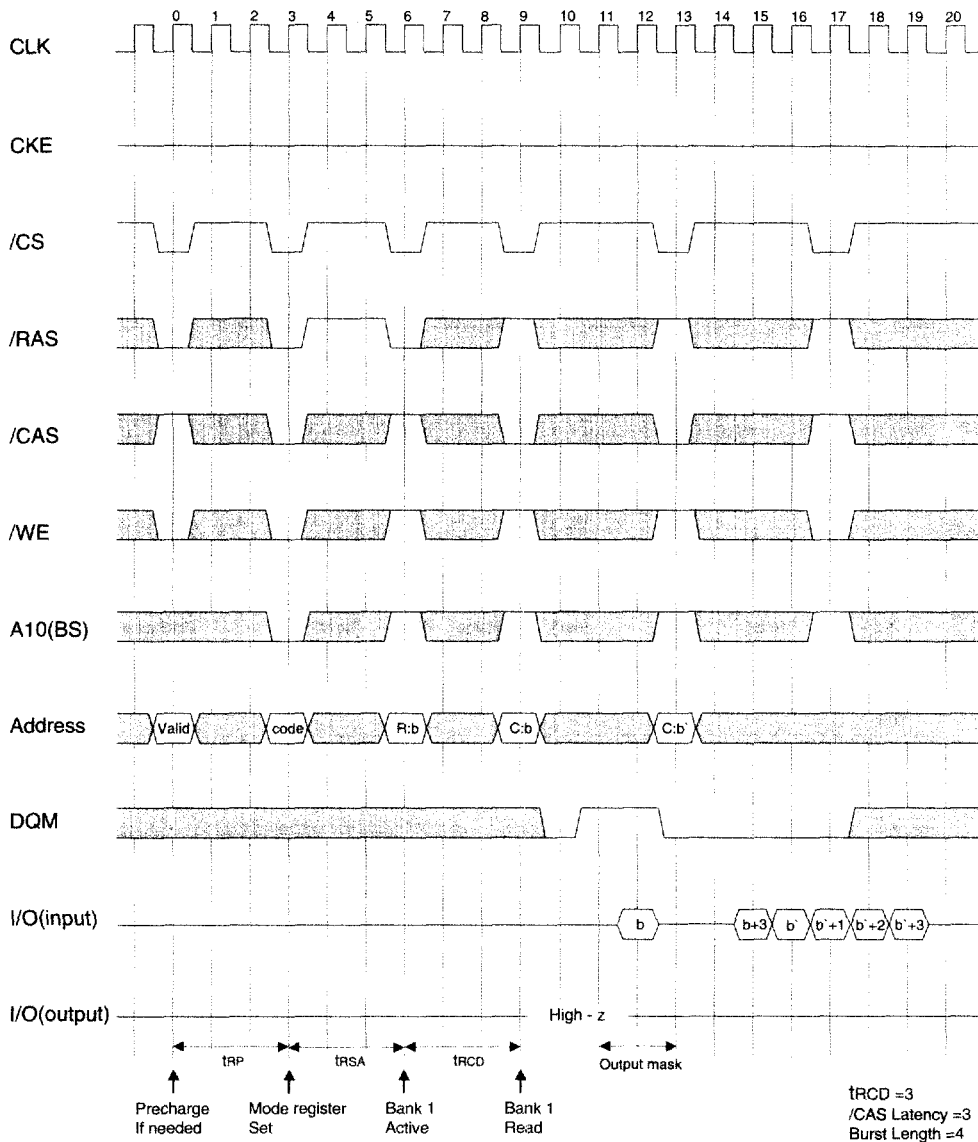 0 1 2 3 4 5 6 7 8 9 10 11 12 13 14 15 16 17 18 19 20
CLK
CKE
/CS
/RAS
/CAS
/WE
A10(BS)
Address
Valid code R:b C:b C:b`
DQM
I/O(input)
b b+3 b` b`+1 b`+2 b`+3
I/O(output)
High - z
tRP tRSA tRCD Output mask
Precharge
If needed
Mode register
Set
Bank 1
Active
Bank 1
Read
tRCD =3
/CAS Latency =3
Burst Length =4